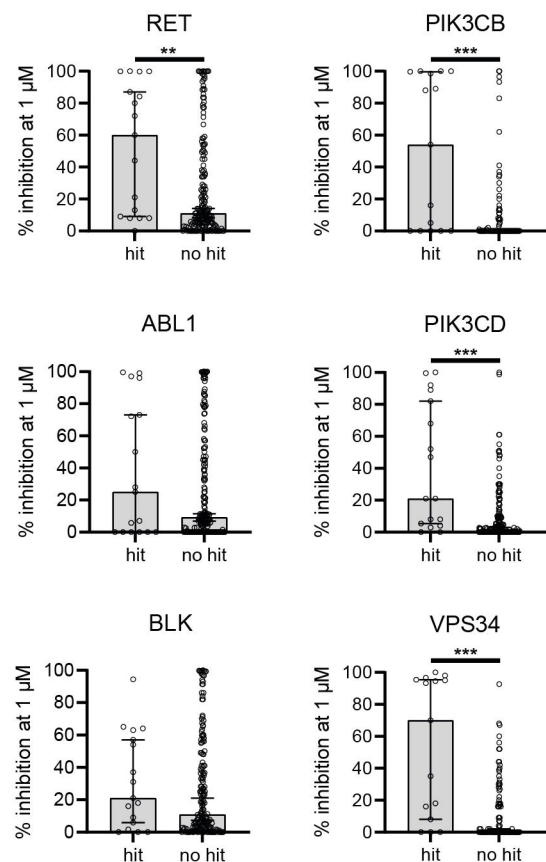 RET
**
% inhibition at 1 µM
100
80
60
40
20
0
hit
no hit
PIK3CB
***
% inhibition at 1 µM
100
80
60
40
20
0
hit
no hit
ABL1
% inhibition at 1 µM
100
80
60
40
20
0
hit
no hit
PIK3CD
***
% inhibition at 1 µM
100
80
60
40
20
0
hit
no hit
BLK
% inhibition at 1 µM
100
80
60
40
20
0
hit
no hit
VPS34
***
% inhibition at 1 µM
100
80
60
40
20
0
hit
no hit